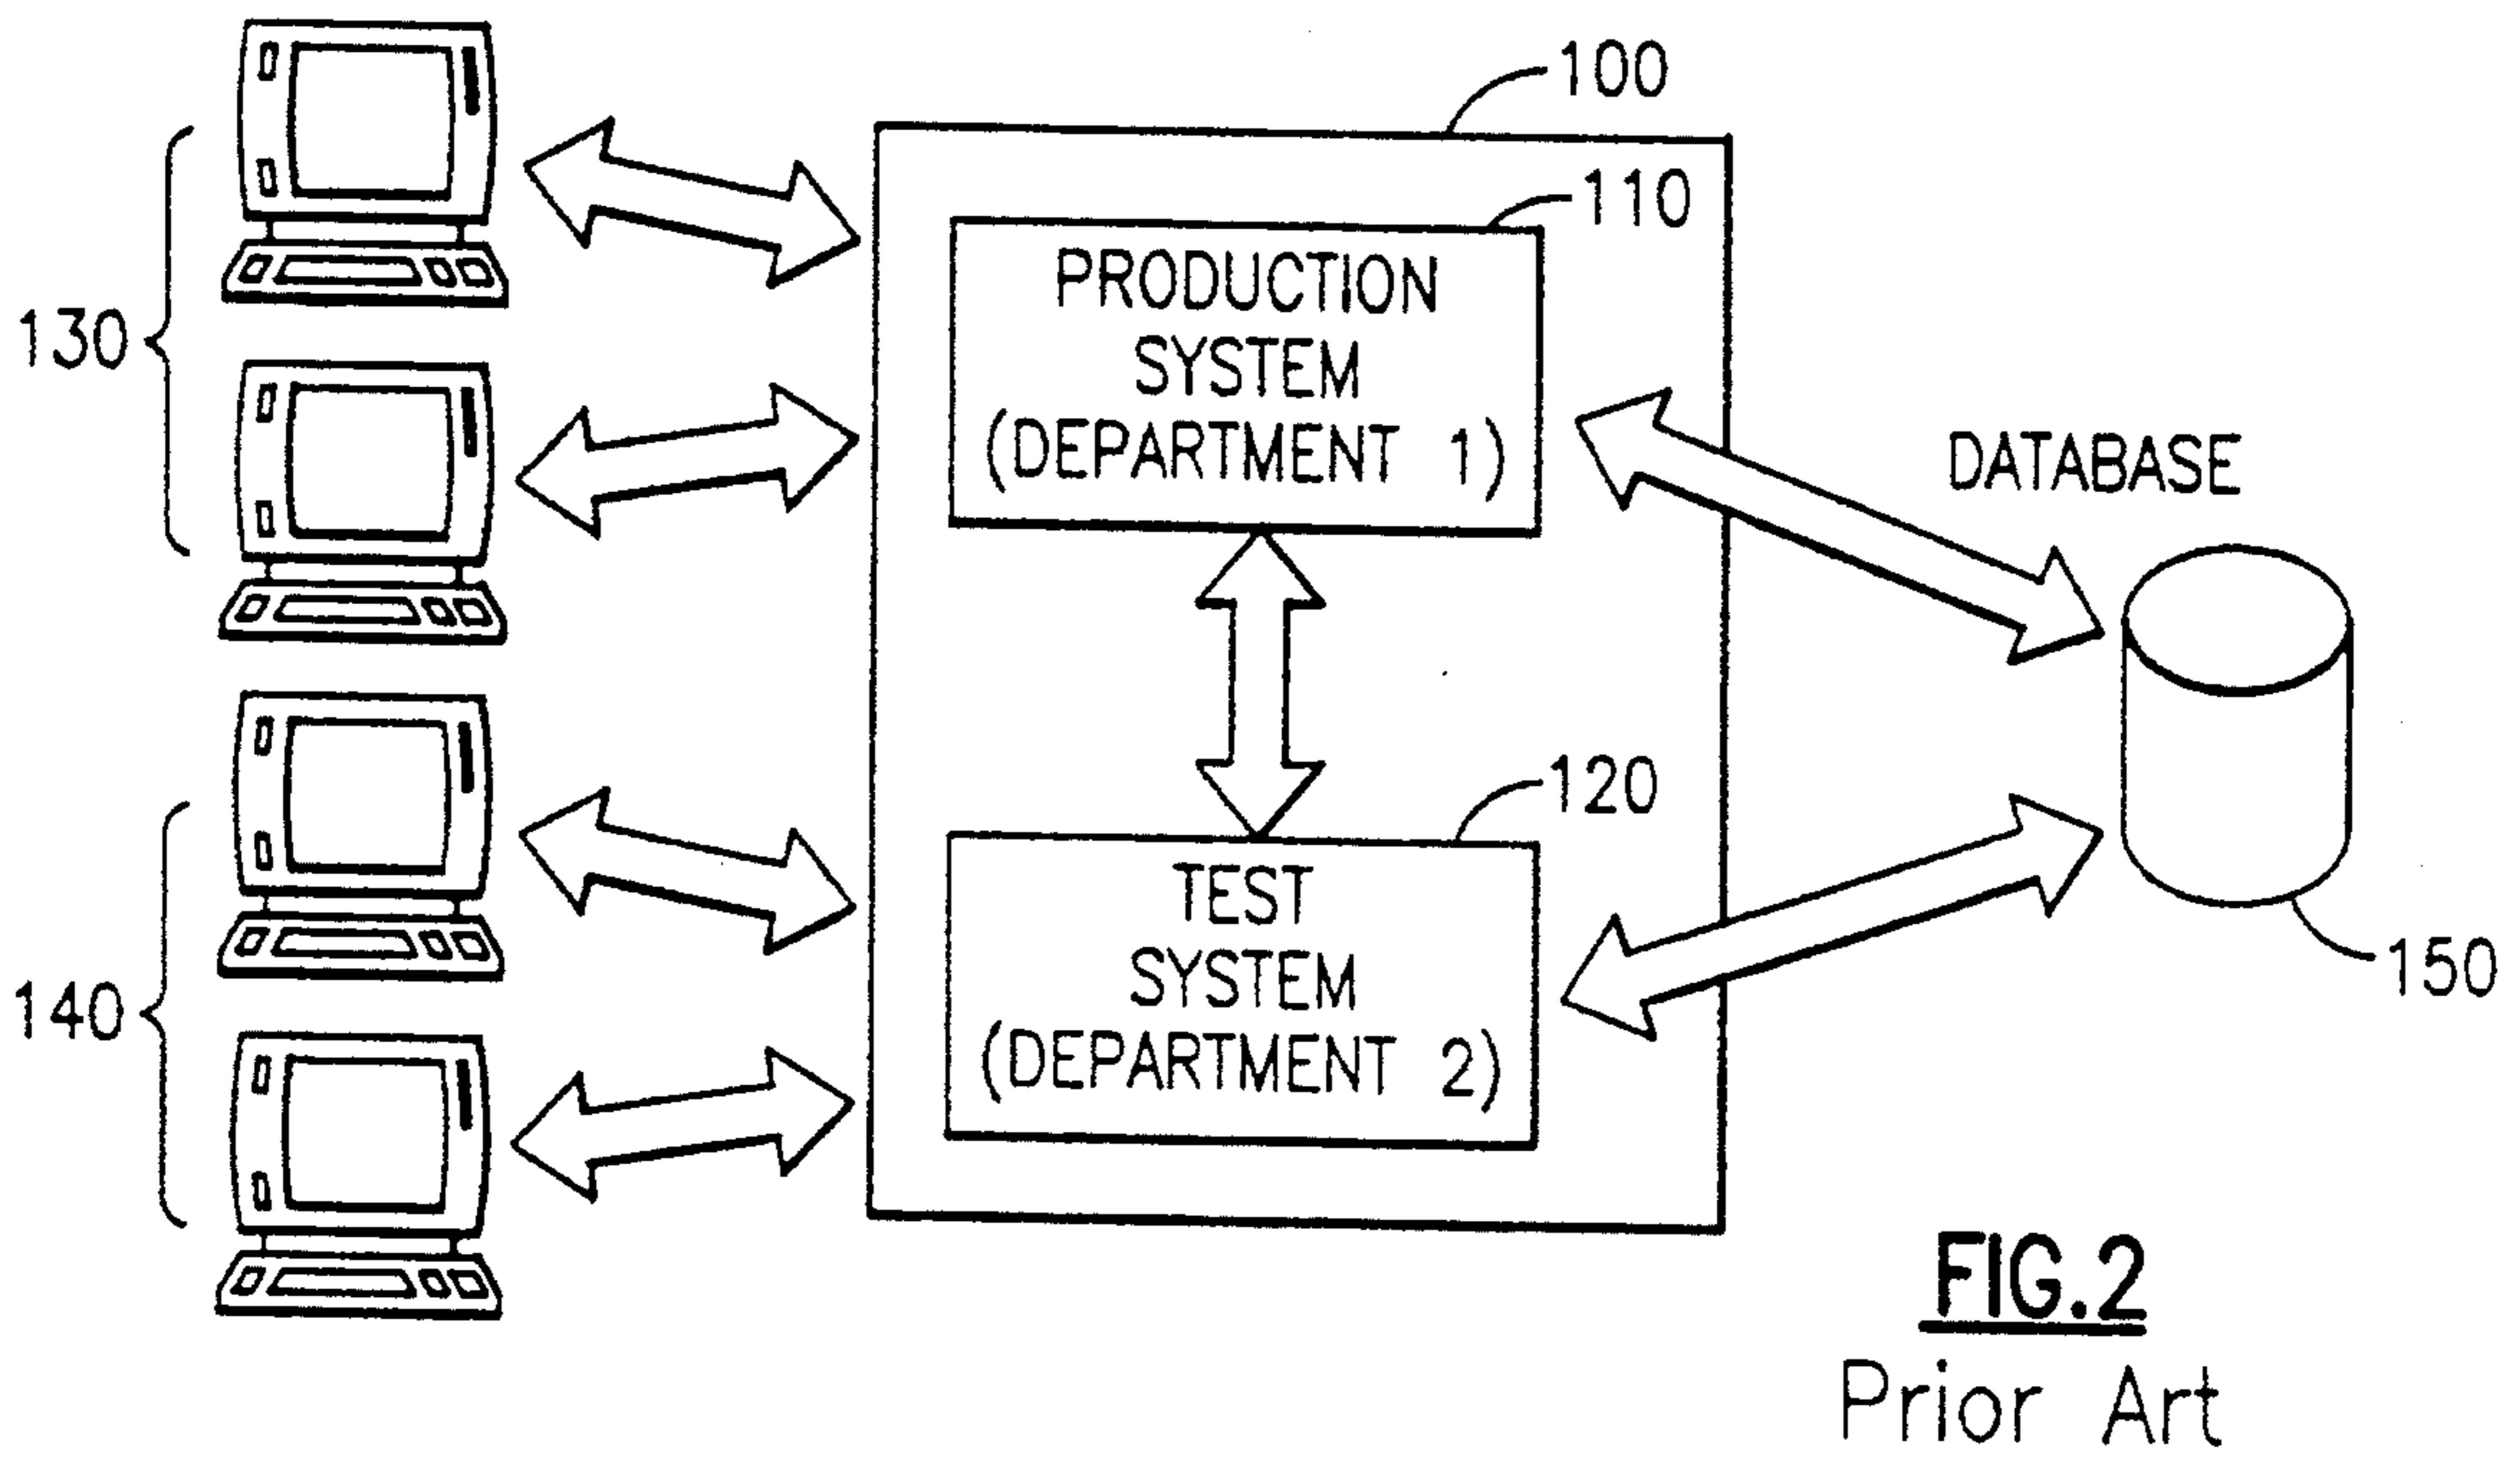 100
110
PRODUCTION
SYSTEM
(DEPARTMENT 1)
130
DATABASE
120
TEST
SYSTEM
(DEPARTMENT 2)
150
140
FIG.2
Prior Art